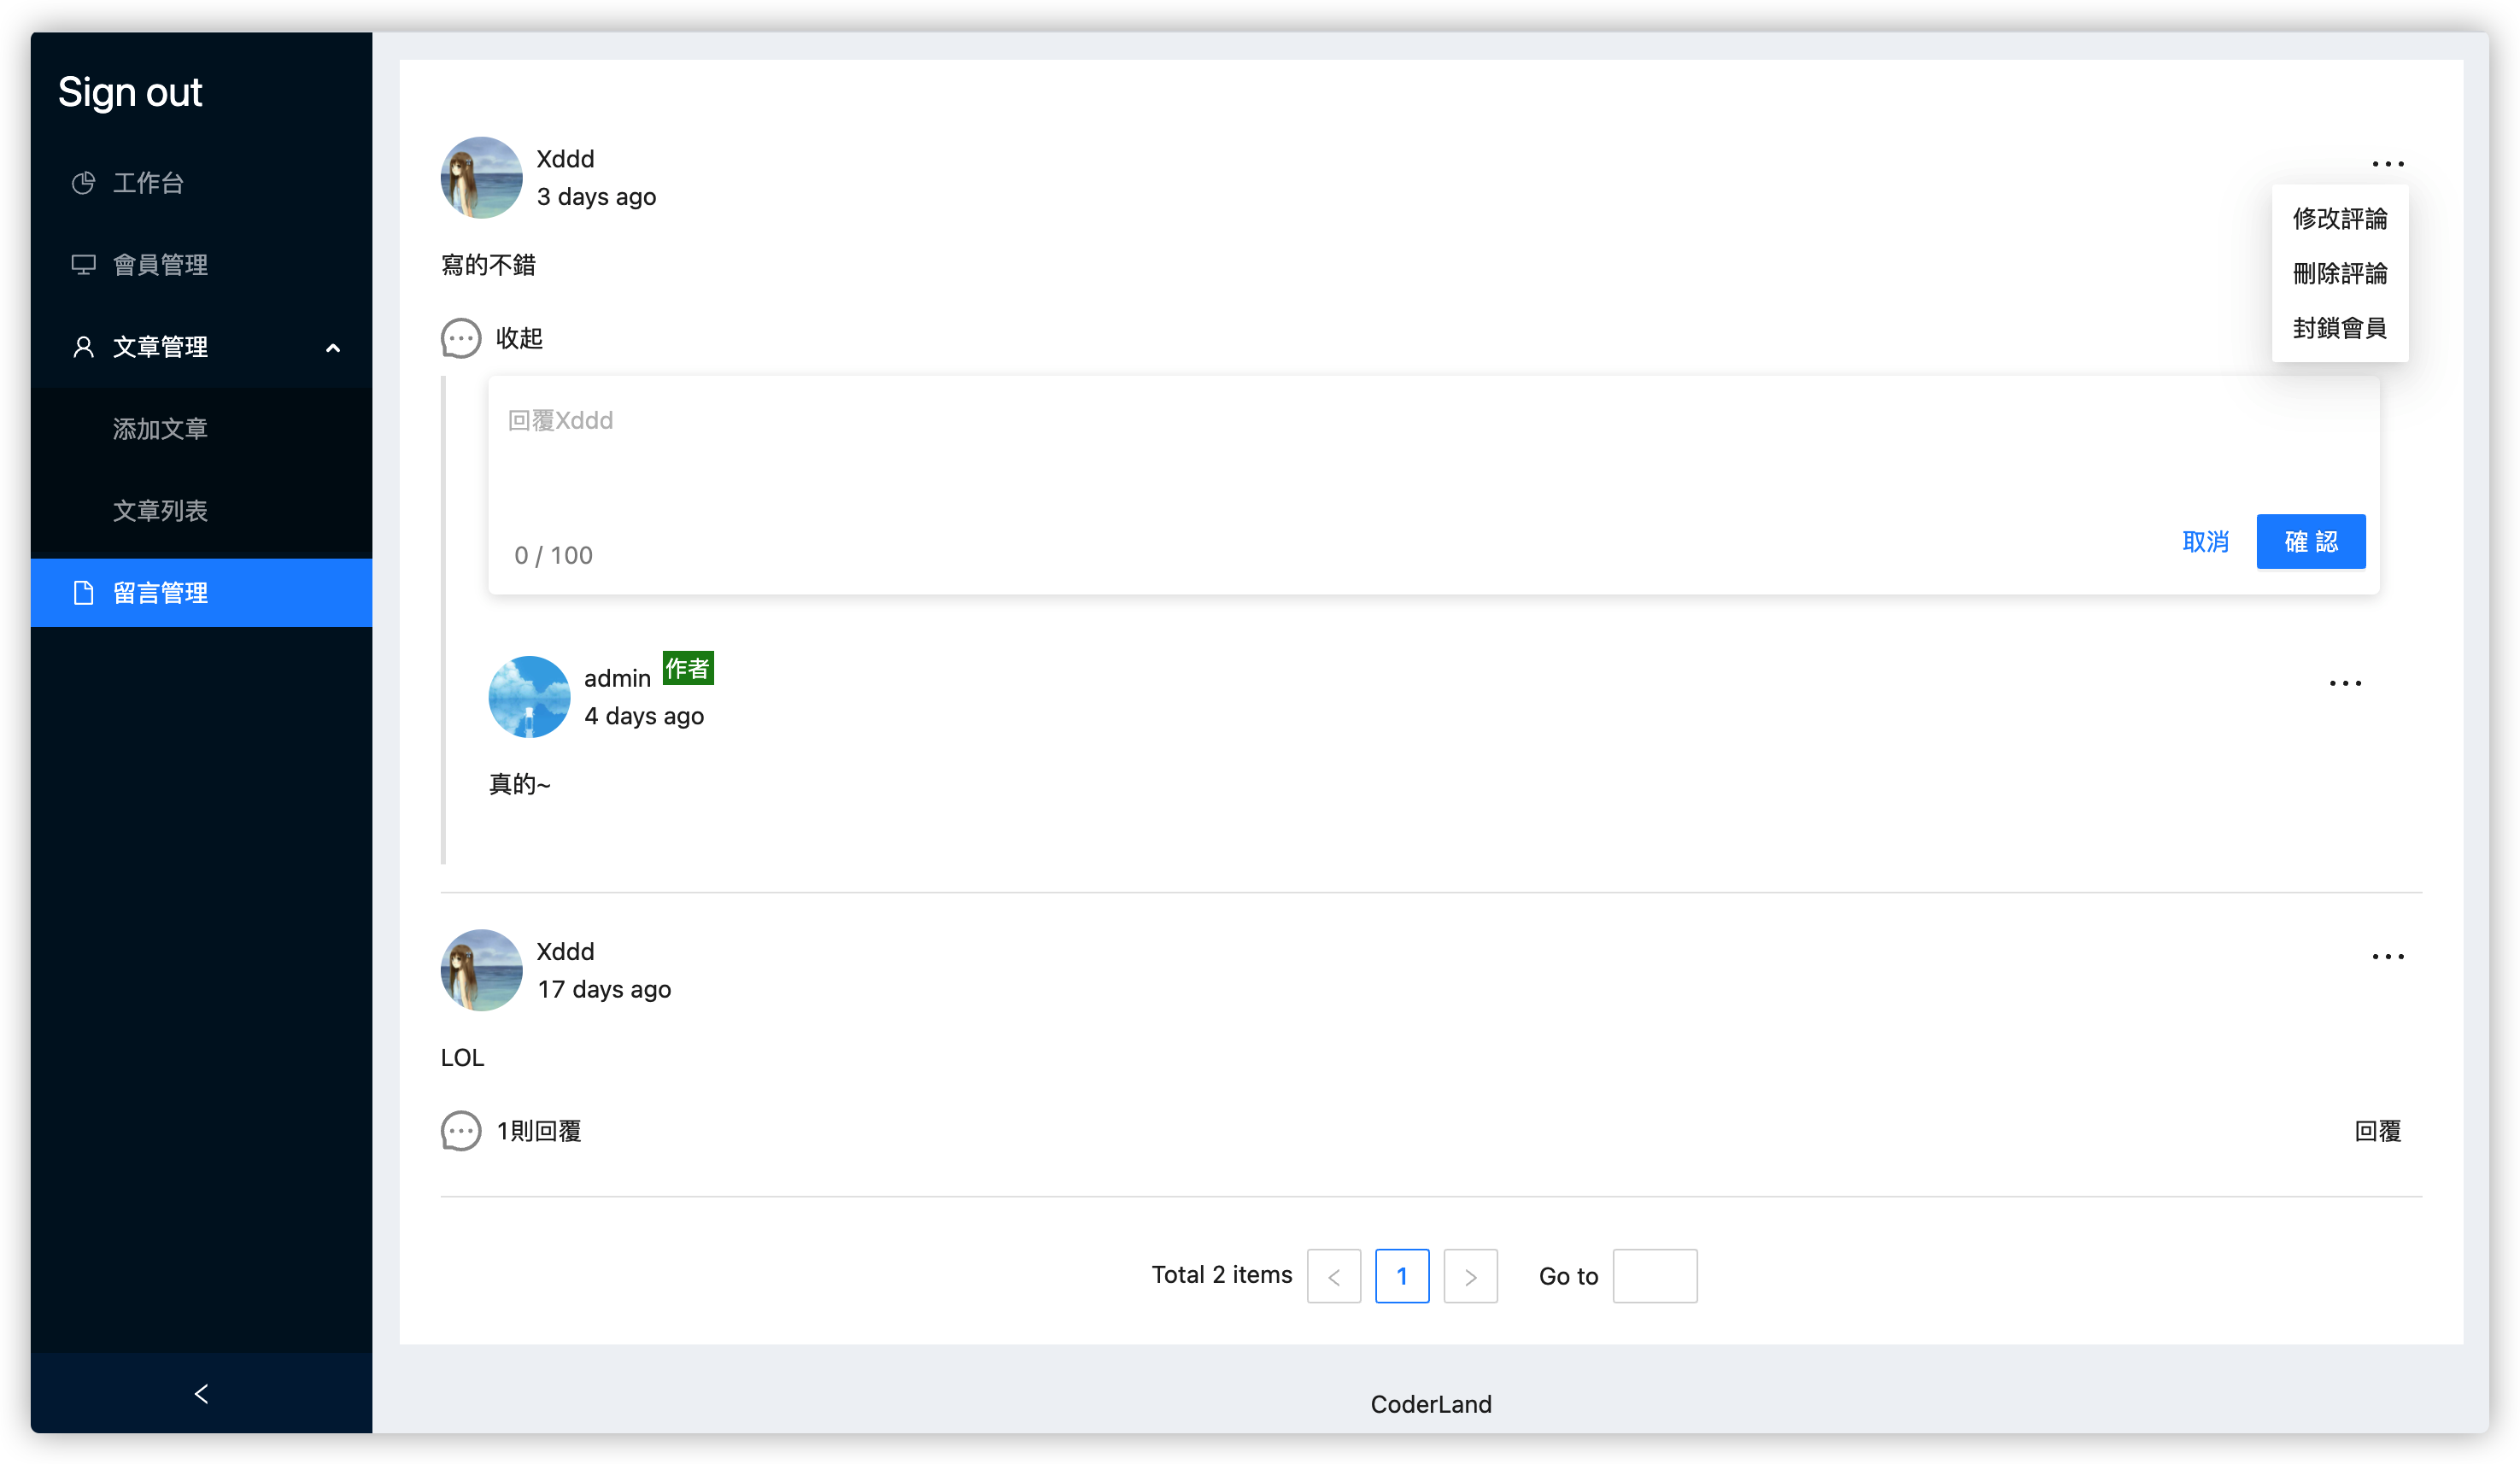 Sign out
工作台
會員管理
文章管理
添加文章
文章列表
留言管理
Xddd
3 days ago
修改評論
刪除評論
封鎖會員
寫的不錯
收起
回覆Xddd
0 / 100
取消
確 認
admin 作者
4 days ago
真的~
Xddd
17 days ago
LOL
1則回覆
回覆
Total 2 items
1
Go to
CoderLand